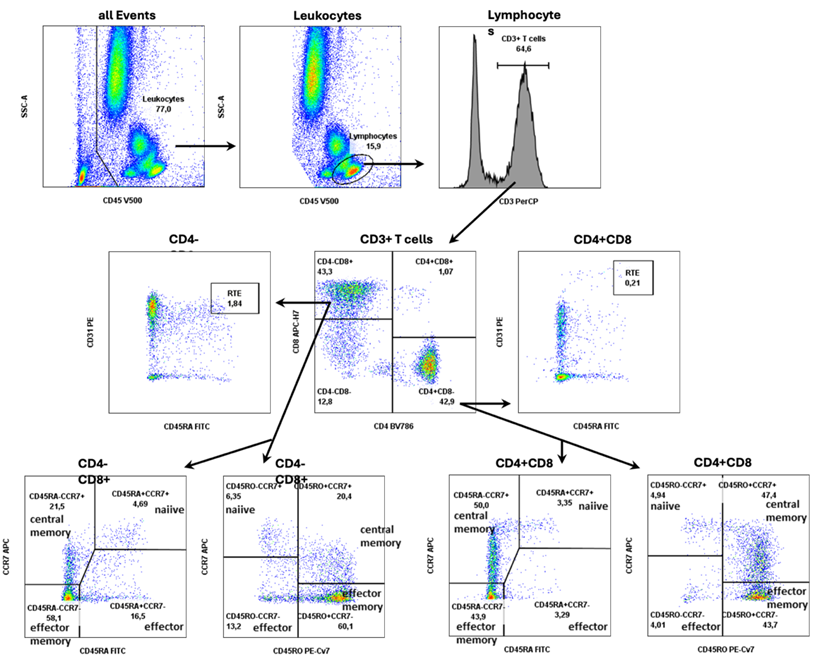 all Events
Leukocytes
Lymphocyte
s
SSC-A
Leukocytes
77,0
CD45 V500
SSC-A
Lymphocytes
15,9
CD45 V500
CD3+ T cells
64,6
CD3 PerCP
CD4-
CD3+ T cells
CD4+CD8
CD31 PE
RTE
1,84
CD45RA FITC
CD8 APC-H7
CD4-CD8+
43,3
CD4+CD8+
1,07
CD4-CD8-
12,8
CD4+CD8-
42,9
CD4 BV786
CD31 PE
RTE
0,21
CD45RA FITC
CD4-
CD8+
CD4-
CD8+
CD4+CD8
CD4+CD8
CCR7 APC
CD45RA-CCR7+
21,5
central
memory
CD45RA+CCR7+
4,69
naiive
CD45RA-CCR7-
58,1
effector
memory
CD45RA+CCR7-
16,5
effector
CD45RA FITC
CCR7 APC
CD45RO-CCR7+
6,35
naiive
CD45RO+CCR7+
20,4
central
memory
effector
memory
CD45RO-CCR7-
13,2
effector
CD45RO+CCR7-
60,1
CD45RO PE-Cv7
CCR7 APC
CD45RA-CCR7+
50,0
central
memory
CD45RA+CCR7+
3,35
naiive
CD45RA-CCR7-
43,9
effector
memory
CD45RA+CCR7-
3,29
effector
CD45RA FITC
CCR7 APC
CD45RO-CCR7+
4,94
naiive
CD45RO+CCR7+
47,4
central
memory
effector
memory
CD45RO-CCR7-
4,01
effector
CD45RO+CCR7-
43,7
CD45RO PE-Cv7